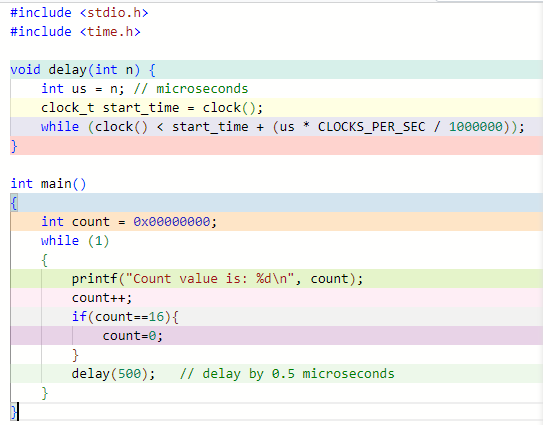 #include <stdio.h>
#include <time.h>
void delay(int n) {
    int us = n; // microseconds
    clock_t start_time = clock();
    while (clock() < start_time + (us * CLOCKS_PER_SEC / 1000000));
}
int main()
{
    int count = 0x00000000;
    while (1)
    {
        printf("Count value is: %d\n", count);
        count++;
        if(count==16){
            count=0;
        }
        delay(500);   // delay by 0.5 microseconds
    }
}